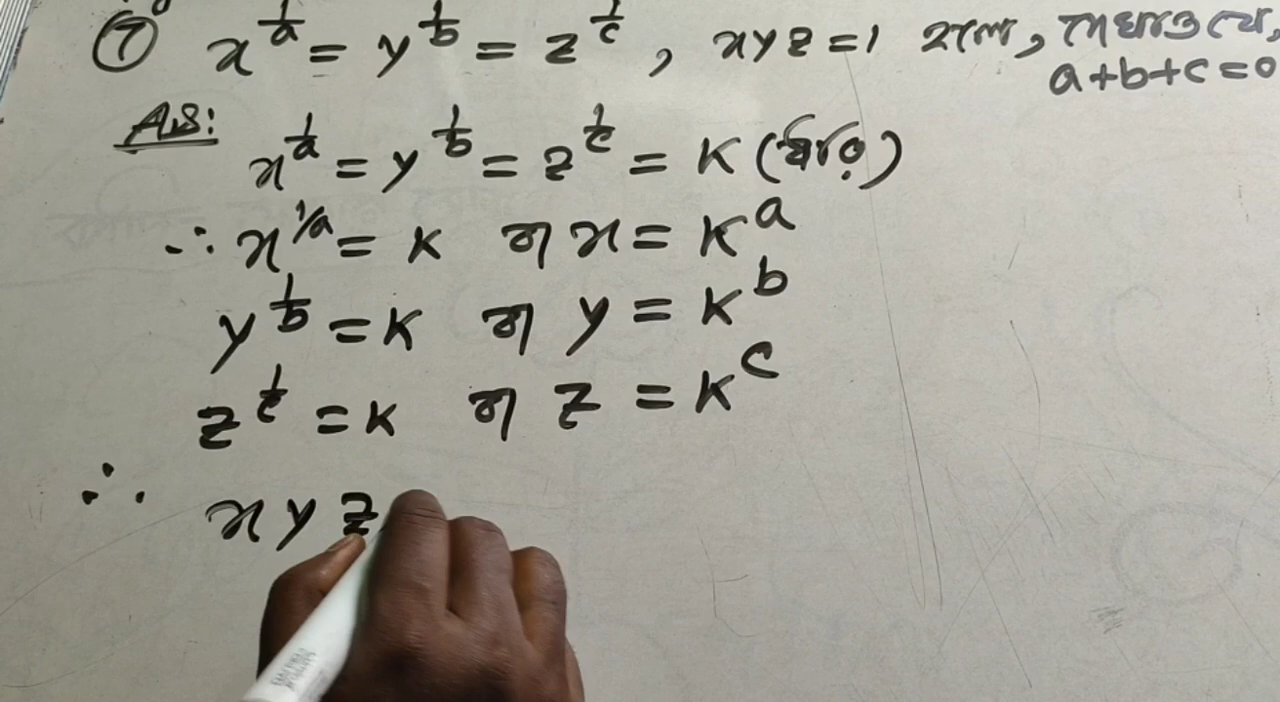 ⑦ x^{1/a} = y^{1/b} = z^{1/c}, xyz = 1 হলে, দেখাও যে,
a+b+c = 0
Ans:
x^{1/a} = y^{1/b} = z^{1/c} = K (ধরি)
∴ x^{1/a} = K বা x = K^a
y^{1/b} = K বা y = K^b
z^{1/c} = K বা z = K^c
∴ xyz